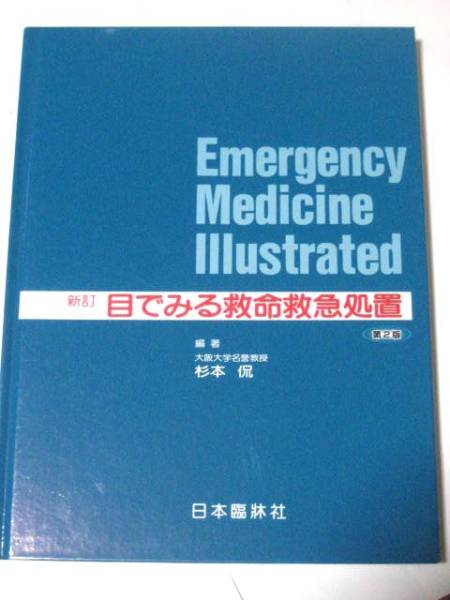 Emergency
Medicine
Illustrated
新訂 目でみる救命救急処置
第2版
編著
大阪大学名誉教授
杉本 侃
日本臨牀社